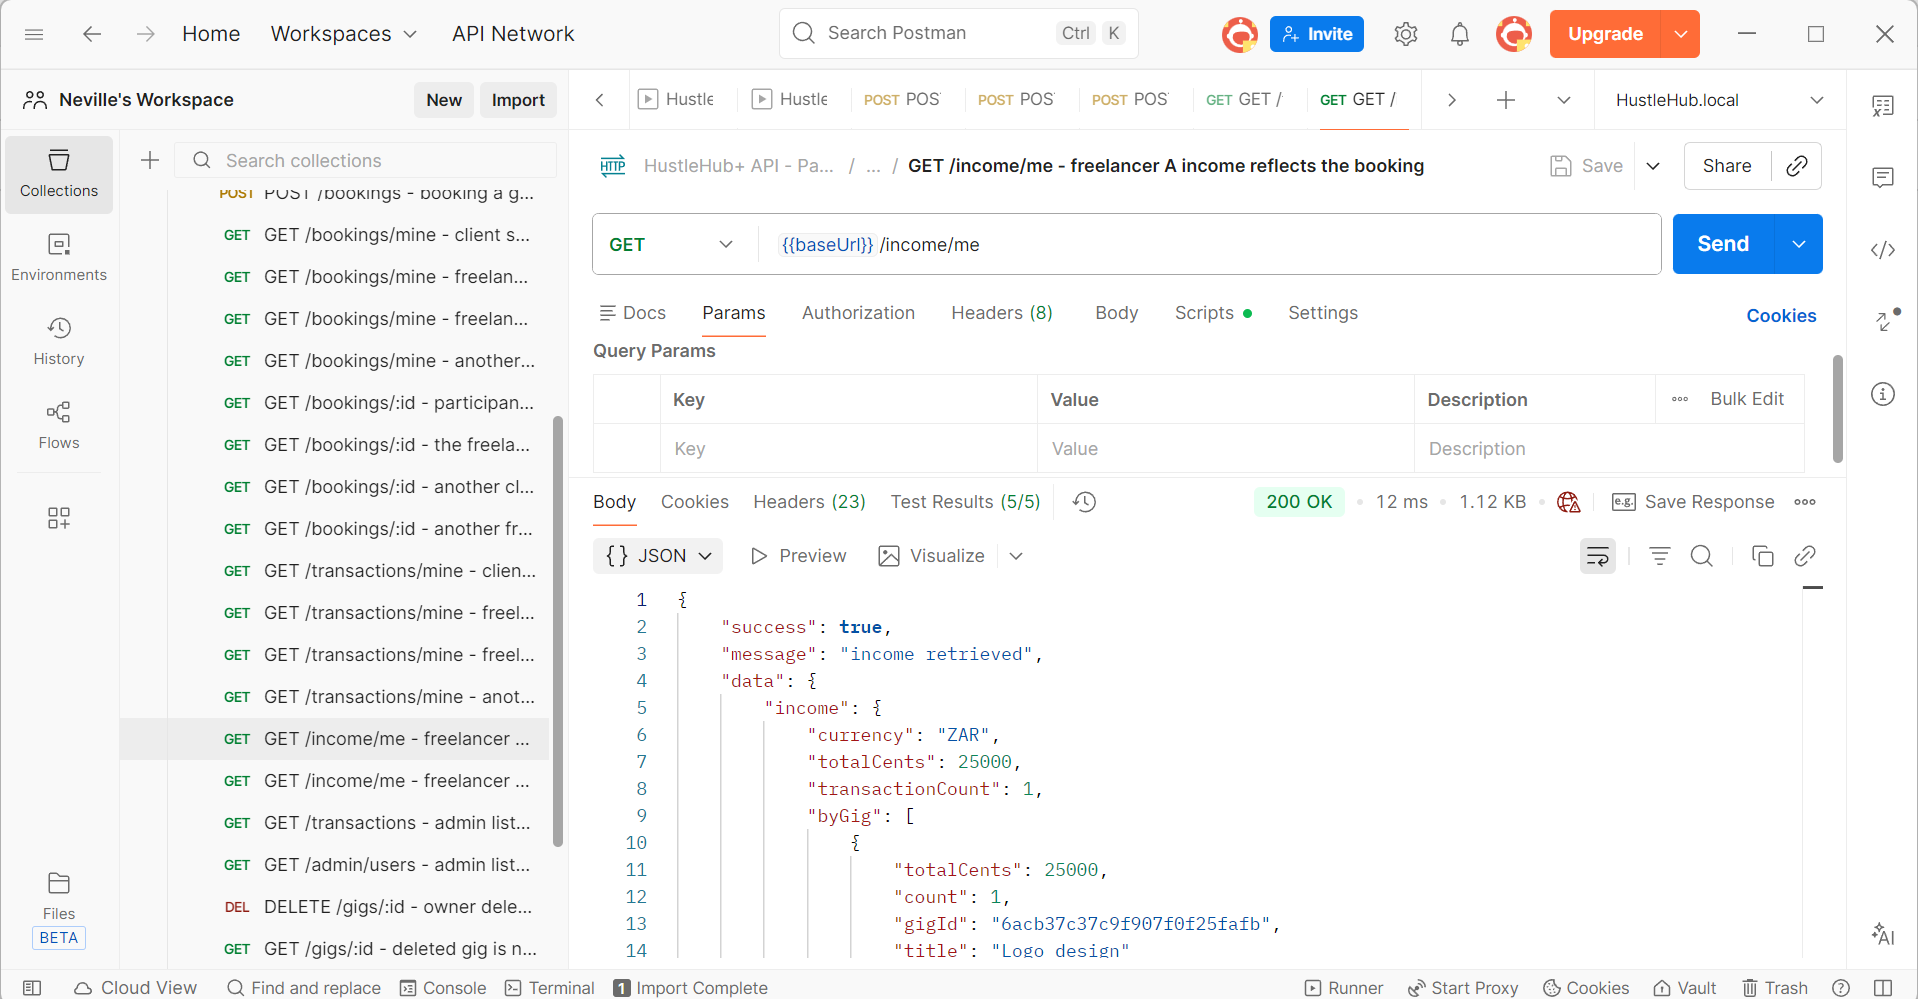 Home
Workspaces
API Network
Search Postman
Ctrl
K
Invite
Upgrade
Neville's Workspace
New
Import
Hustle
Hustle
POST POS
POST POS
POST POS
GET GET /
GET GET /
HustleHub.local
Collections
Environments
History
Flows
Files
BETA
Search collections
POST POST /bookings - booking a g...
GET GET /bookings/mine - client s...
GET GET /bookings/mine - freelan...
GET GET /bookings/mine - freelan...
GET GET /bookings/mine - another...
GET GET /bookings/:id - participan...
GET GET /bookings/:id - the freela...
GET GET /bookings/:id - another cl...
GET GET /bookings/:id - another fr...
GET GET /transactions/mine - clien...
GET GET /transactions/mine - freel...
GET GET /transactions/mine - freel...
GET GET /transactions/mine - anot...
GET GET /income/me - freelancer ...
GET GET /income/me - freelancer ...
GET GET /transactions - admin list...
GET GET /admin/users - admin list...
DEL DELETE /gigs/:id - owner dele...
GET GET /gigs/:id - deleted gig is n...
HTTP
HustleHub+ API - Pa... / ... / GET /income/me - freelancer A income reflects the booking
Save
Share
GET
{{baseUrl}} /income/me
Send
Docs
Params
Authorization
Headers (8)
Body
Scripts
Settings
Cookies
Query Params
Key
Value
Description
Bulk Edit
Key
Value
Description
Body
Cookies
Headers (23)
Test Results (5/5)
200 OK
12 ms
1.12 KB
e.g. Save Response
{} JSON
Preview
Visualize
1 {
2 "success": true,
3 "message": "income retrieved",
4 "data": {
5 "income": {
6 "currency": "ZAR",
7 "totalCents": 25000,
8 "transactionCount": 1,
9 "byGig": [
10 {
11 "totalCents": 25000,
12 "count": 1,
13 "gigId": "6acb37c37c9f907f0f25fafb",
14 "title": "Logo design"
AI
Cloud View
Find and replace
Console
Terminal
1 Import Complete
Runner
Start Proxy
Cookies
Vault
Trash